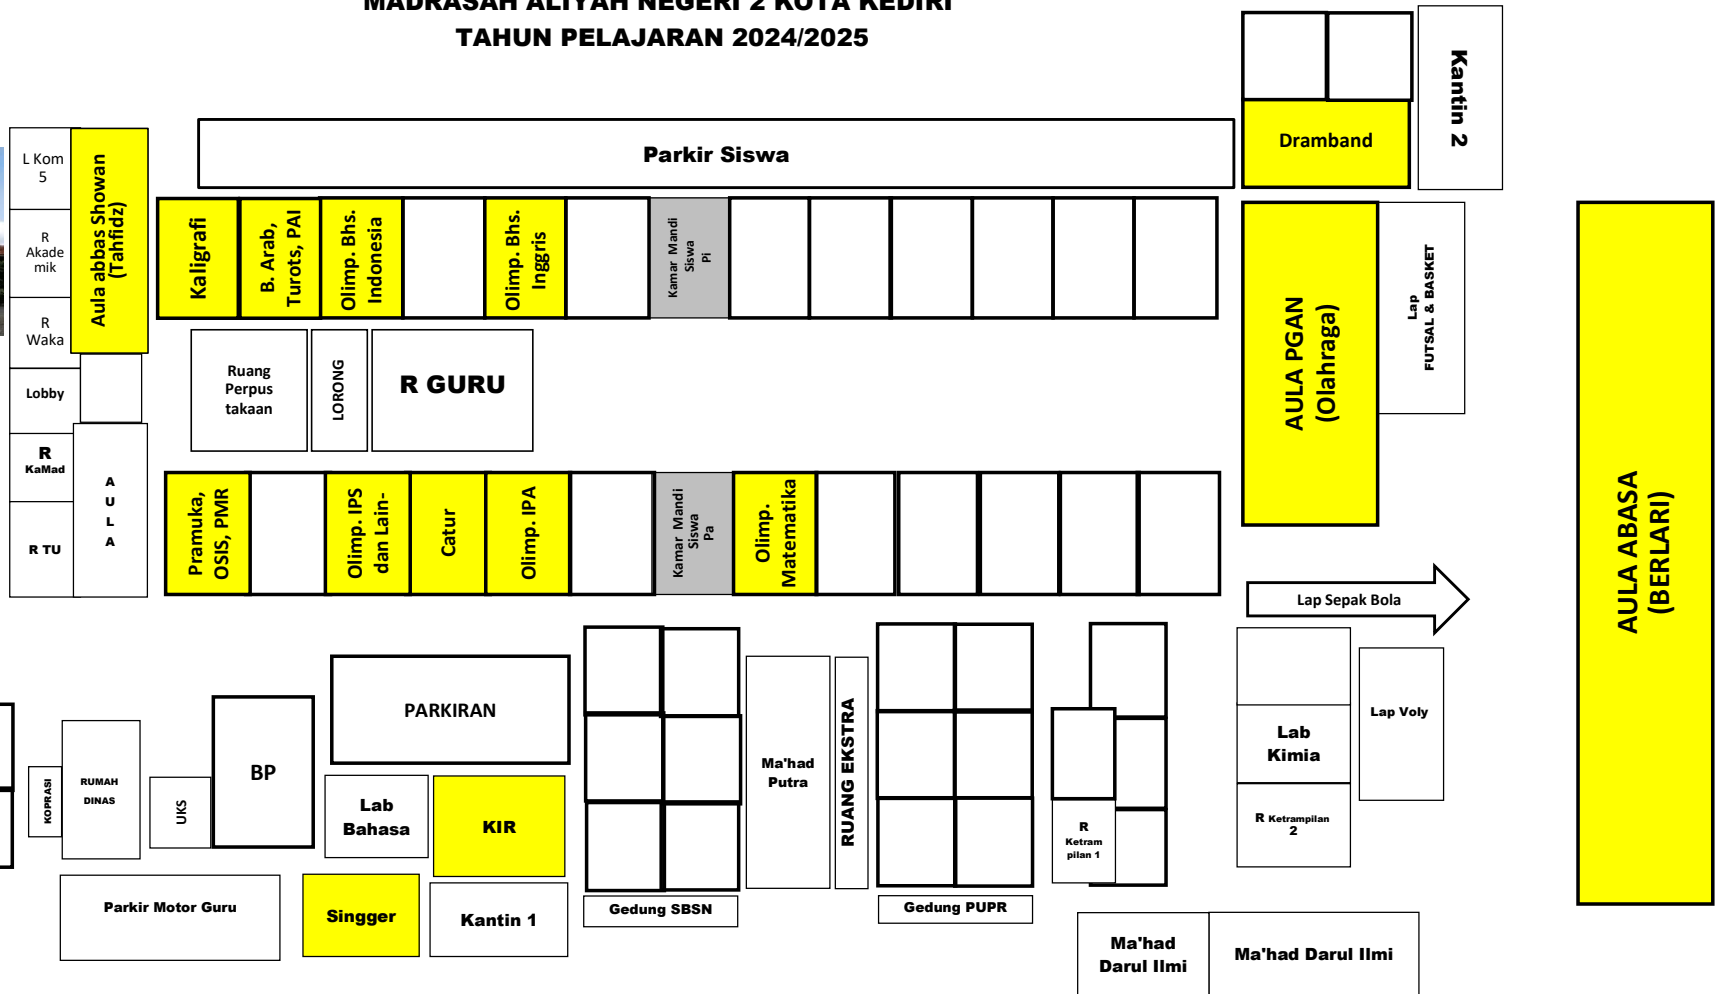 MADRASAH ALIYAH NEGERI 2 KOTA KEDIRI
TAHUN PELAJARAN 2024/2025
Kantin 2
Dramband
Parkir Siswa
L Kom
5
R
Akade
mik
R
Waka
Lobby
R
KaMad
R TU
Aula abbas Showan
(Tahfidz)
A
U
L
A
Kaligrafi
B. Arab,
Turots, PAI
Olimp. Bhs.
Indonesia
Olimp. Bhs.
Inggris
Kamar Mandi
Siswa
Pi
AULA PGAN
(Olahraga)
Lap
FUTSAL & BASKET
AULA ABASA
(BERLARI)
Ruang
Perpus
takaan
LORONG
R GURU
Pramuka,
OSIS, PMR
Olimp. IPS
dan Lain-
Catur
Olimp. IPA
Kamar Mandi
Siswa
Pa
Olimp.
Matematika
Lap Sepak Bola
KOPRASI
RUMAH
DINAS
UKS
BP
PARKIRAN
Lab
Bahasa
KIR
Ma'had
Putra
RUANG EKSTRA
R
Ketram
pilan 1
Lab
Kimia
R Ketrampilan
2
Lap Voly
Parkir Motor Guru
Singger
Kantin 1
Gedung SBSN
Gedung PUPR
Ma'had
Darul Ilmi
Ma'had Darul Ilmi